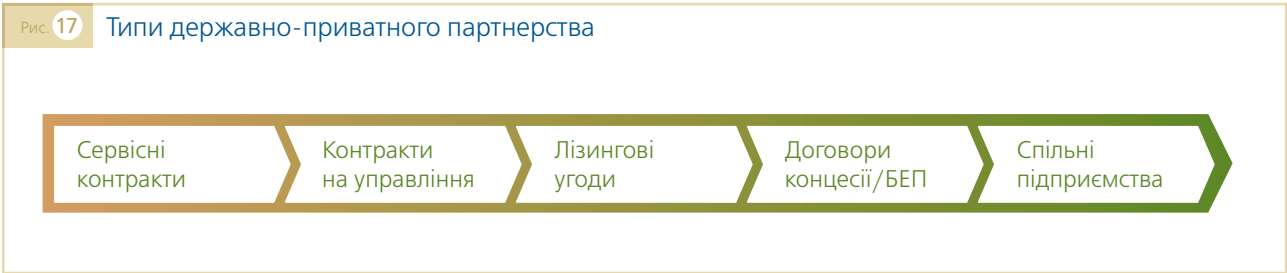 Рис. 17 Типи державно-приватного партнерства
Сервісні
контракти
Контракти
на управління
Лізингові
угоди
Договори
концесії/БЕП
Спільні
підприємства